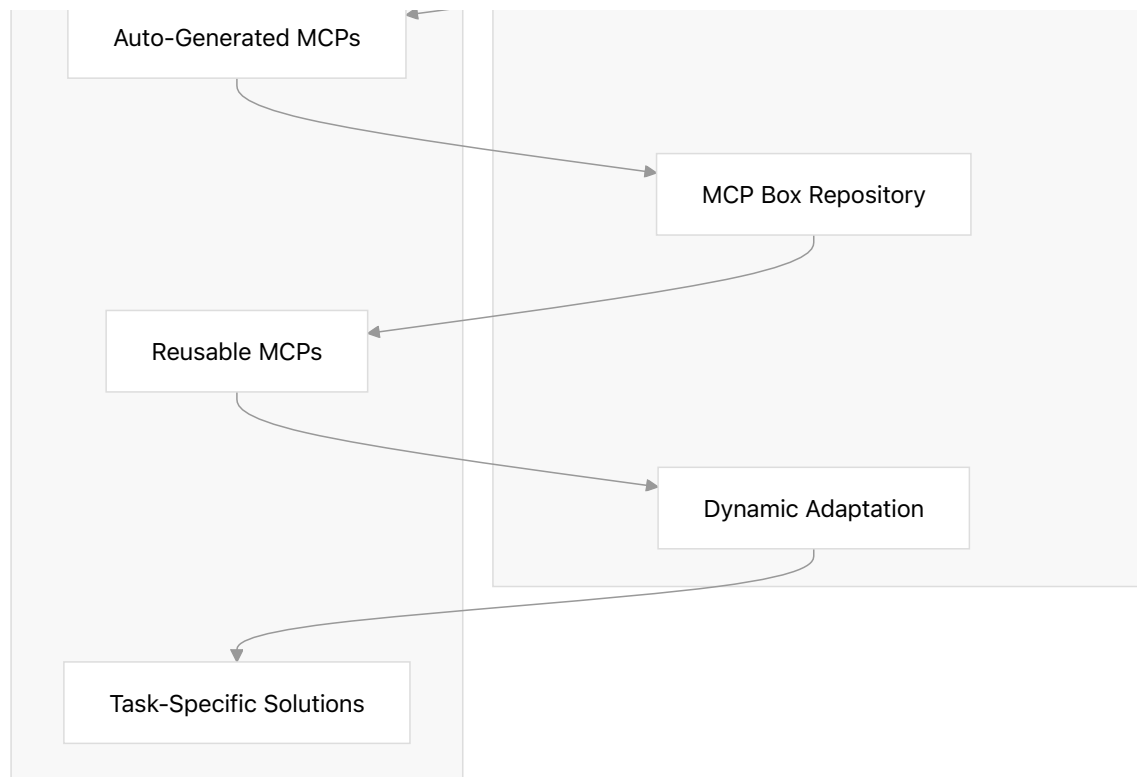 Auto-Generated MCPs
MCP Box Repository
Reusable MCPs
Dynamic Adaptation
Task-Specific Solutions